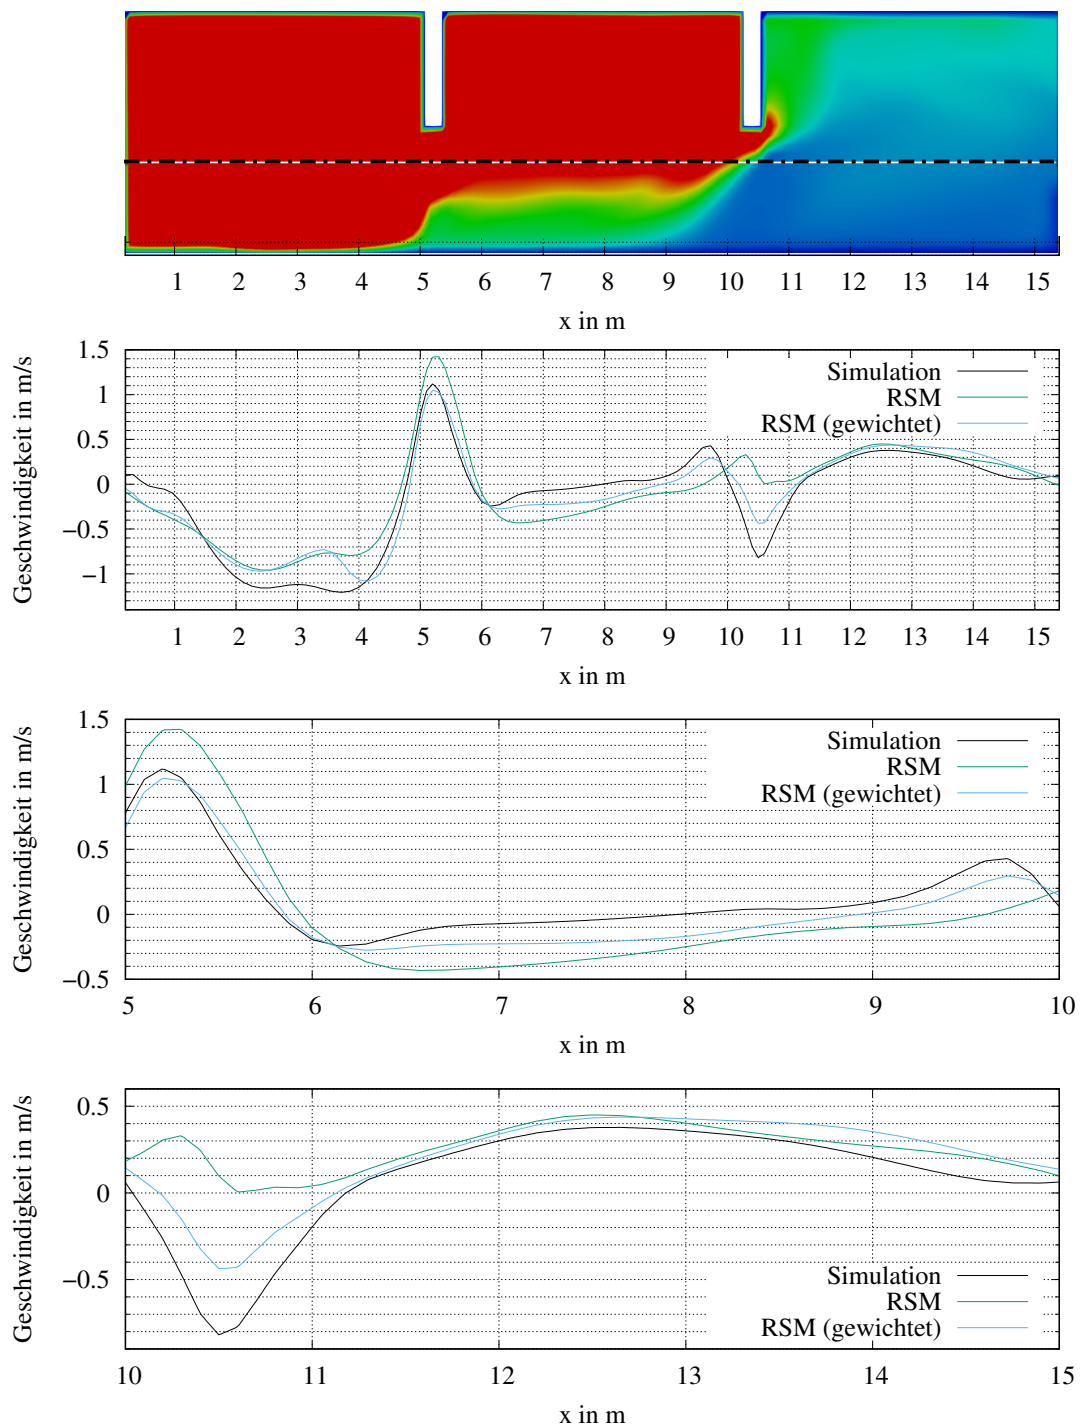 1 2 3 4 5 6 7 8 9 10 11 12 13 14 15
x in m
Geschwindigkeit in m/s
1.5
1
0.5
0
−0.5
−1
Simulation
RSM
RSM (gewichtet)
1 2 3 4 5 6 7 8 9 10 11 12 13 14 15
x in m
Geschwindigkeit in m/s
1.5
1
0.5
0
−0.5
Simulation
RSM
RSM (gewichtet)
5 6 7 8 9 10
x in m
Geschwindigkeit in m/s
0.5
0
−0.5
Simulation
RSM
RSM (gewichtet)
10 11 12 13 14 15
x in m